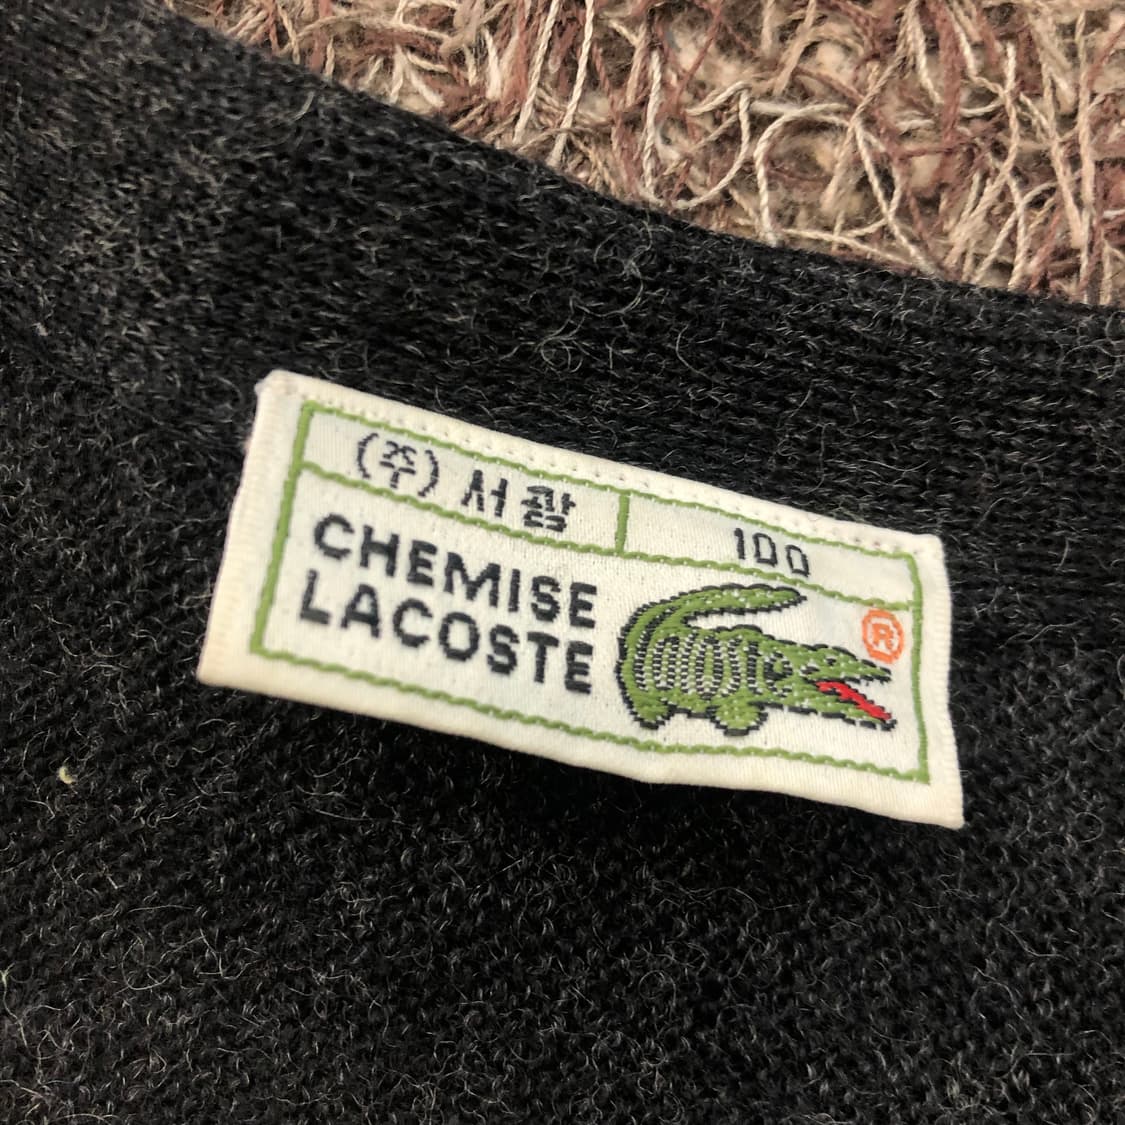 (주) 서광 100
CHEMISE
LACOSTE
®